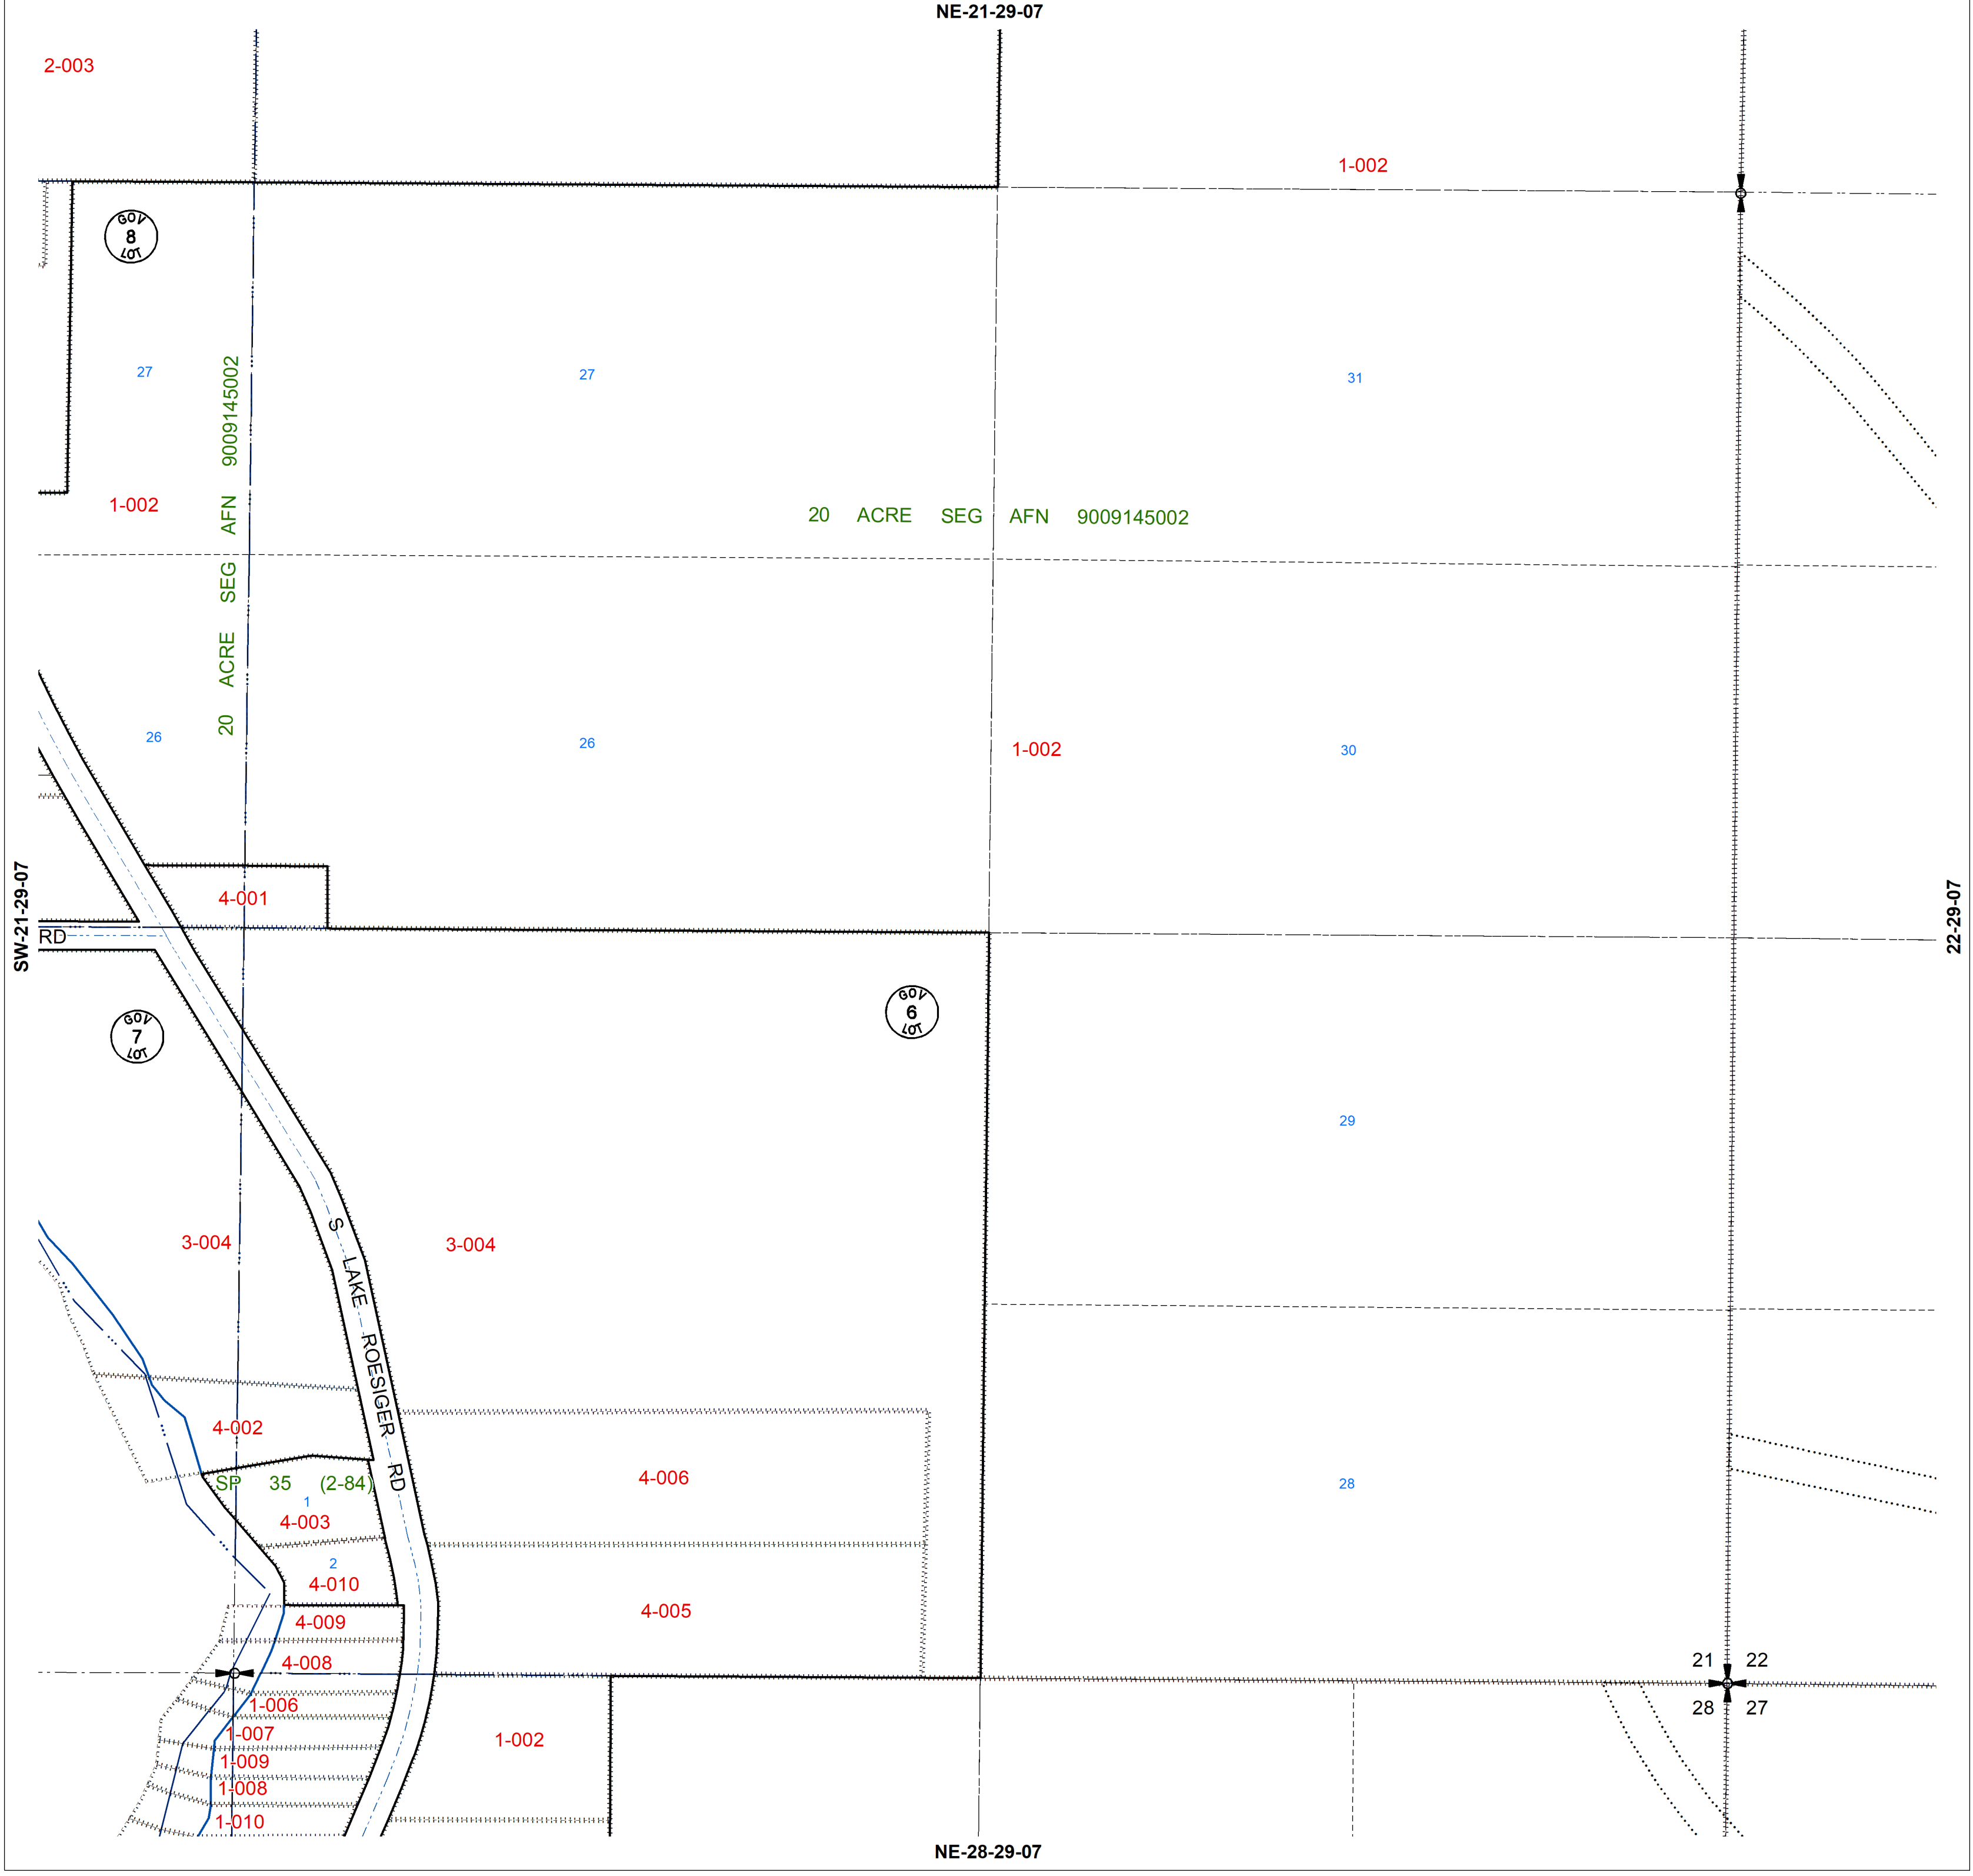 NE-21-29-07
2-003
1-002
GOV
8
LOT
27
27
31
20 ACRE SEG AFN 9009145002
1-002
20 ACRE SEG AFN 9009145002
26
26
1-002
30
4-001
RD
SW-21-29-07
22-29-07
GOV
7
LOT
GOV
6
LOT
29
3-004
3-004
S LAKE ROESIGER RD
4-002
SP 35 (2-84)
1
4-003
4-006
28
2
4-010
4-009
4-005
4-008
21 22
28 27
1-006
1-007
1-002
1-009
1-008
1-010
NE-28-29-07